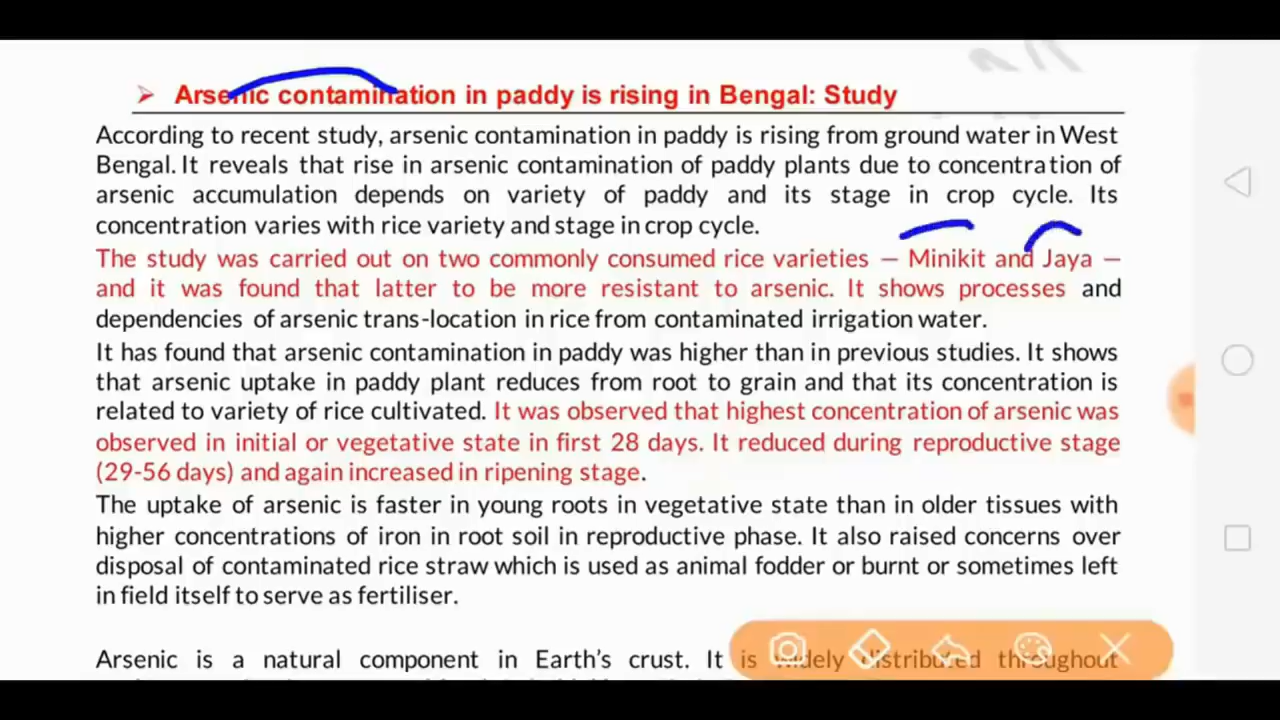 Arsenic contamination in paddy is rising in Bengal: Study
According to recent study, arsenic contamination in paddy is rising from ground water in West
Bengal. It reveals that rise in arsenic contamination of paddy plants due to concentration of
arsenic accumulation depends on variety of paddy and its stage in crop cycle. Its
concentration varies with rice variety and stage in crop cycle.
The study was carried out on two commonly consumed rice varieties — Minikit and Jaya —
and it was found that latter to be more resistant to arsenic. It shows processes and
dependencies of arsenic trans-location in rice from contaminated irrigation water.
It has found that arsenic contamination in paddy was higher than in previous studies. It shows
that arsenic uptake in paddy plant reduces from root to grain and that its concentration is
related to variety of rice cultivated. It was observed that highest concentration of arsenic was
observed in initial or vegetative state in first 28 days. It reduced during reproductive stage
(29-56 days) and again increased in ripening stage.
The uptake of arsenic is faster in young roots in vegetative state than in older tissues with
higher concentrations of iron in root soil in reproductive phase. It also raised concerns over
disposal of contaminated rice straw which is used as animal fodder or burnt or sometimes left
in field itself to serve as fertiliser.
Arsenic is a natural component in Earth's crust. It is widely distributed throughout